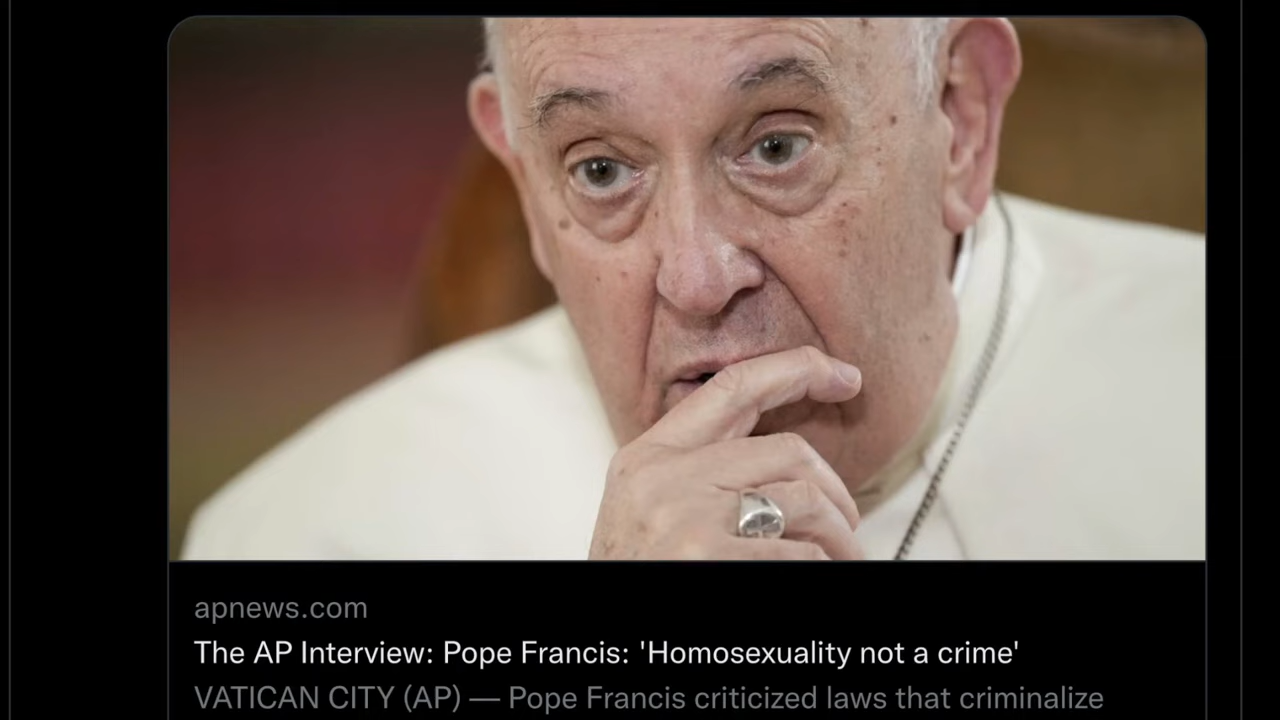 apnews.com
The AP Interview: Pope Francis: 'Homosexuality not a crime'
VATICAN CITY (AP) — Pope Francis criticized laws that criminalize